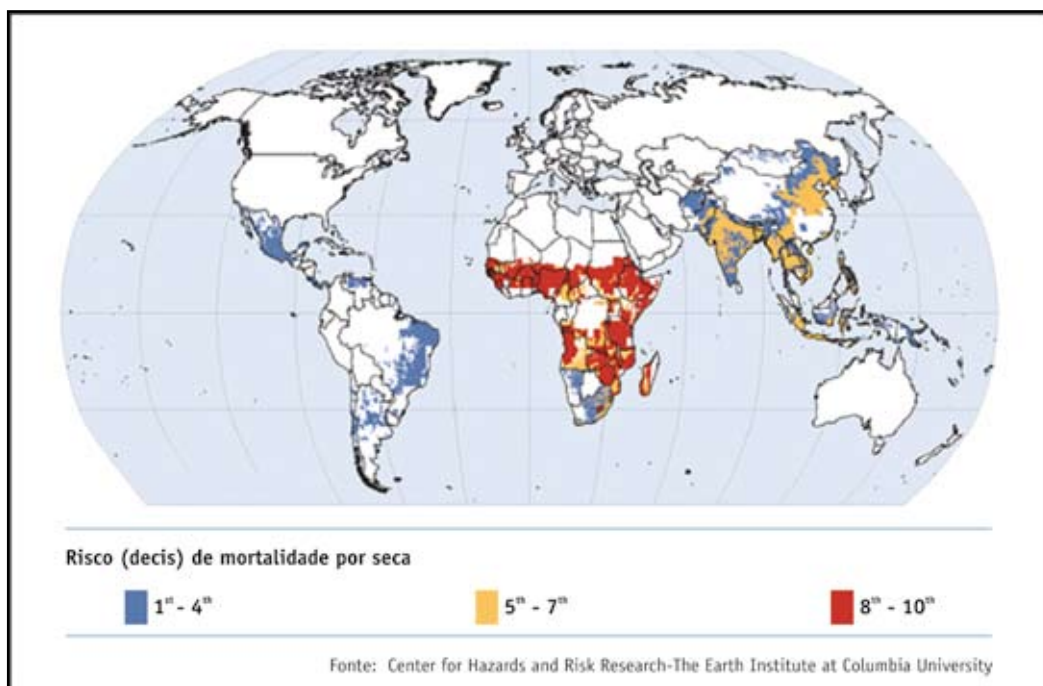 Risco (decis) de mortalidade por seca
1st - 4th 5th - 7th 8th - 10th
Fonte: Center for Hazards and Risk Research-The Earth Institute at Columbia University